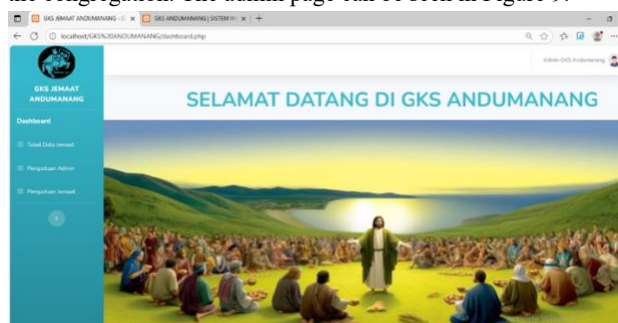 the congregation. The admin page can be seen in Figure 9.
GKS JEMAAT ANDUMANANG - 
GKS ANDUMANANG | SISTEM
localhost/GKS%20ANDUMANANG/dashboard.php
Admin GKS Andumanang
GKS JEMAAT
ANDUMANANG
SELAMAT DATANG DI GKS ANDUMANANG
Dashboard
Tabel Data Jemaat
Pengaduan Admin
Pengaduan Jemaat